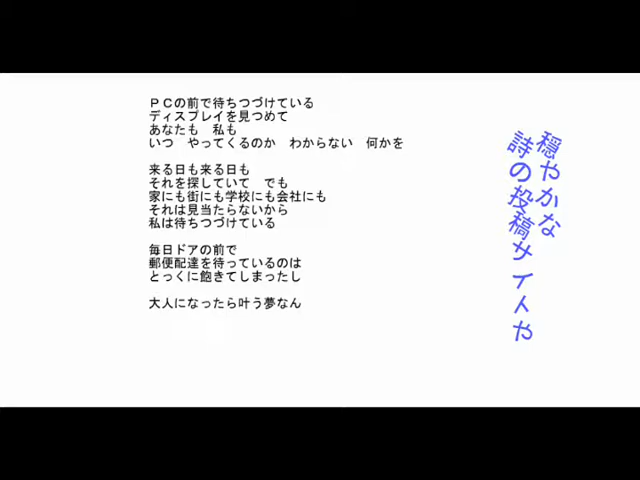 ＰＣの前で待ちつづけている
ディスプレイを見つめて
あなたも　私も
いつ　やってくるのか　わからない　何かを
来る日も来る日も
それを探していて　でも
家にも街にも学校にも会社にも
それは見当たらないから
私は待ちつづけている
毎日ドアの前で
郵便配達を待っているのは
とっくに飽きてしまったし
大人になったら叶う夢なん
穏やかな
詩の投稿サイトや